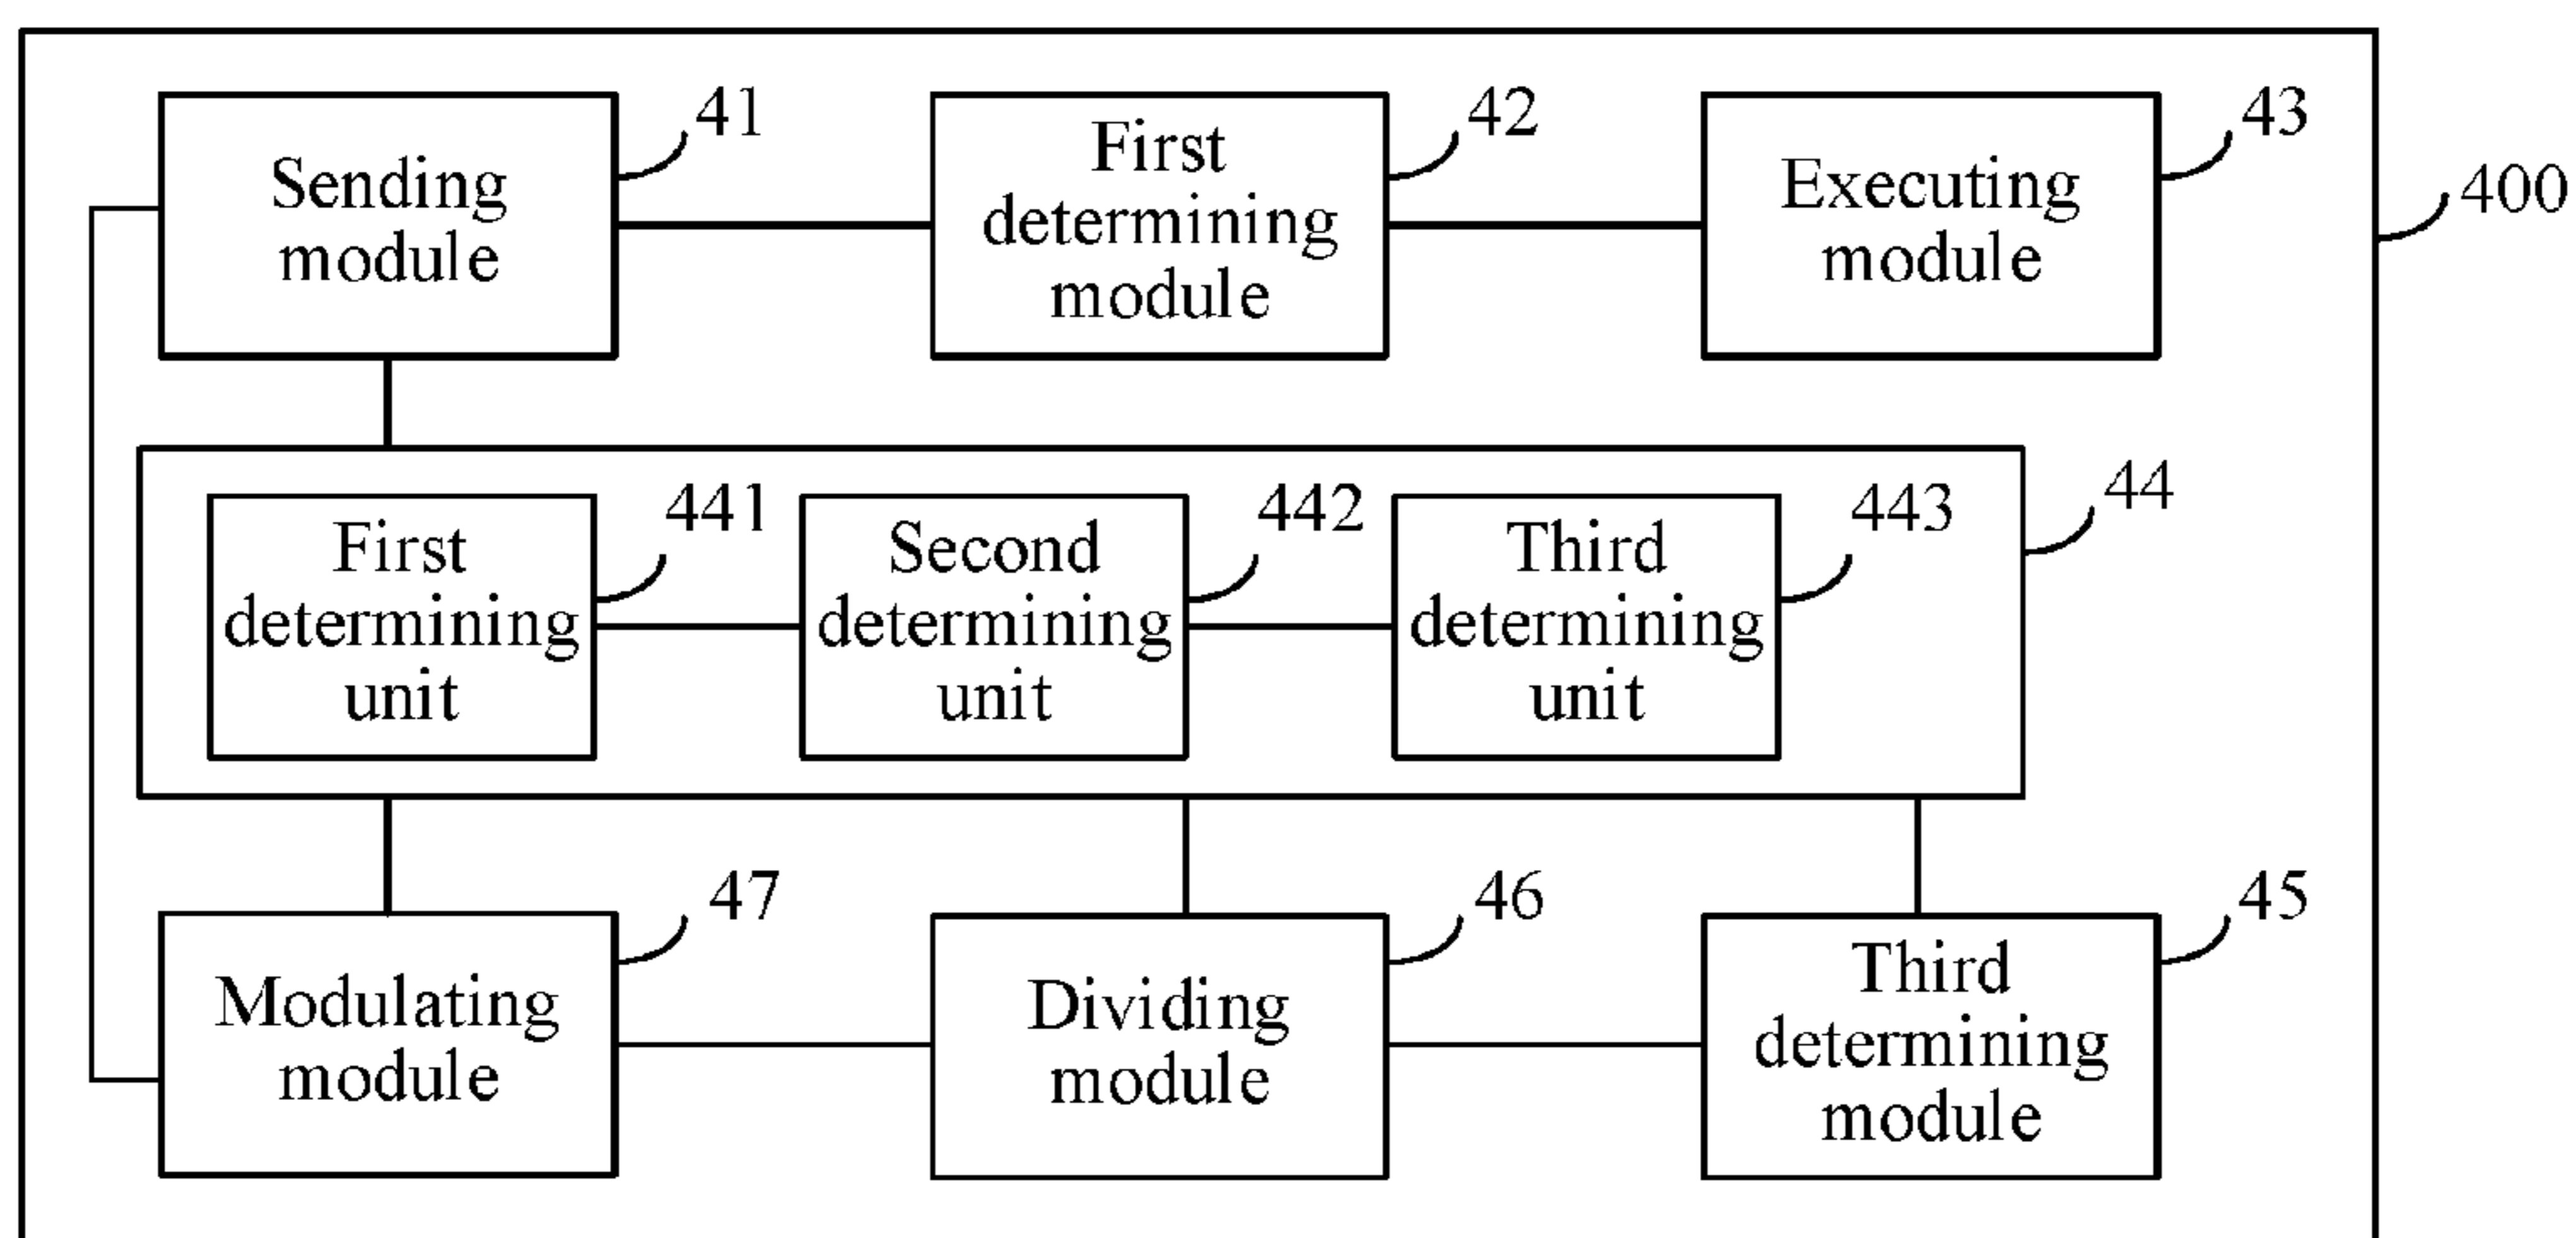 Sending
module
41
First
determining
module
42
Executing
module
43
400
First
determining
unit
441
Second
determining
unit
442
Third
determining
unit
443
44
Modulating
module
47
Dividing
module
46
Third
determining
module
45